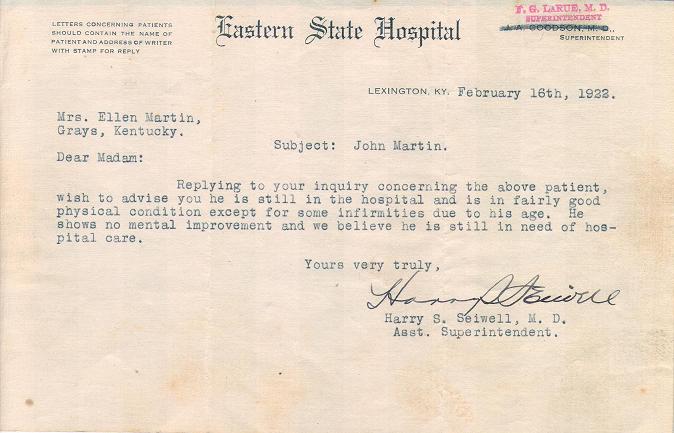 LETTERS CONCERNING PATIENTS
SHOULD CONTAIN THE NAME OF
PATIENT AND ADDRESS OF WRITER
WITH STAMP FOR REPLY
Eastern State Hospital
F. G. LARUE, M. D.
SUPERINTENDENT
J. A. GOODSON, M. D.,
SUPERINTENDENT
LEXINGTON, KY. February 16th, 1922.
Mrs. Ellen Martin,
Grays, Kentucky.
Subject: John Martin.
Dear Madam:
Replying to your inquiry concerning the above patient,
wish to advise you he is still in the hospital and is in fairly good
physical condition except for some infirmities due to his age. He
shows no mental improvement and we believe he is still in need of hos-
pital care.
Yours very truly,
Harry S Seiwell
Harry S. Seiwell, M. D.
Asst. Superintendent.